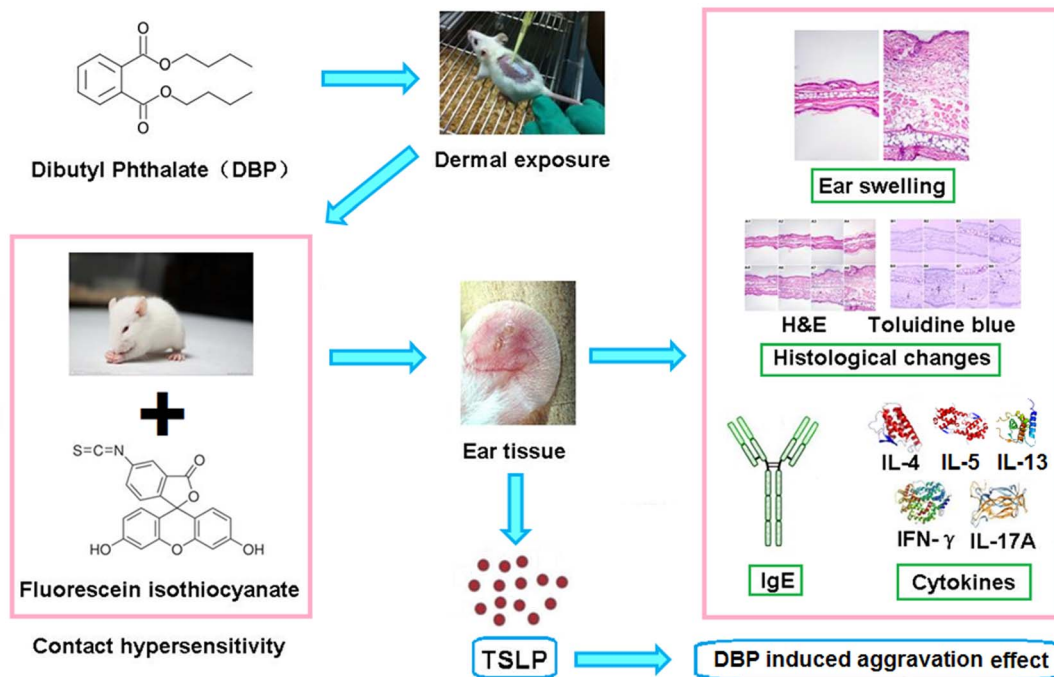 O
O
O
O
Dibutyl Phthalate（DBP）
Dermal exposure
Ear swelling
H&E
Toluidine blue
Histological changes
S=C=N
O
O
HO
O
OH
Fluorescein isothiocyanate
Contact hypersensitivity
Ear tissue
TSLP
DBP induced aggravation effect
IgE
IL-4
IL-5
IL-13
IFN-γ
IL-17A
Cytokines